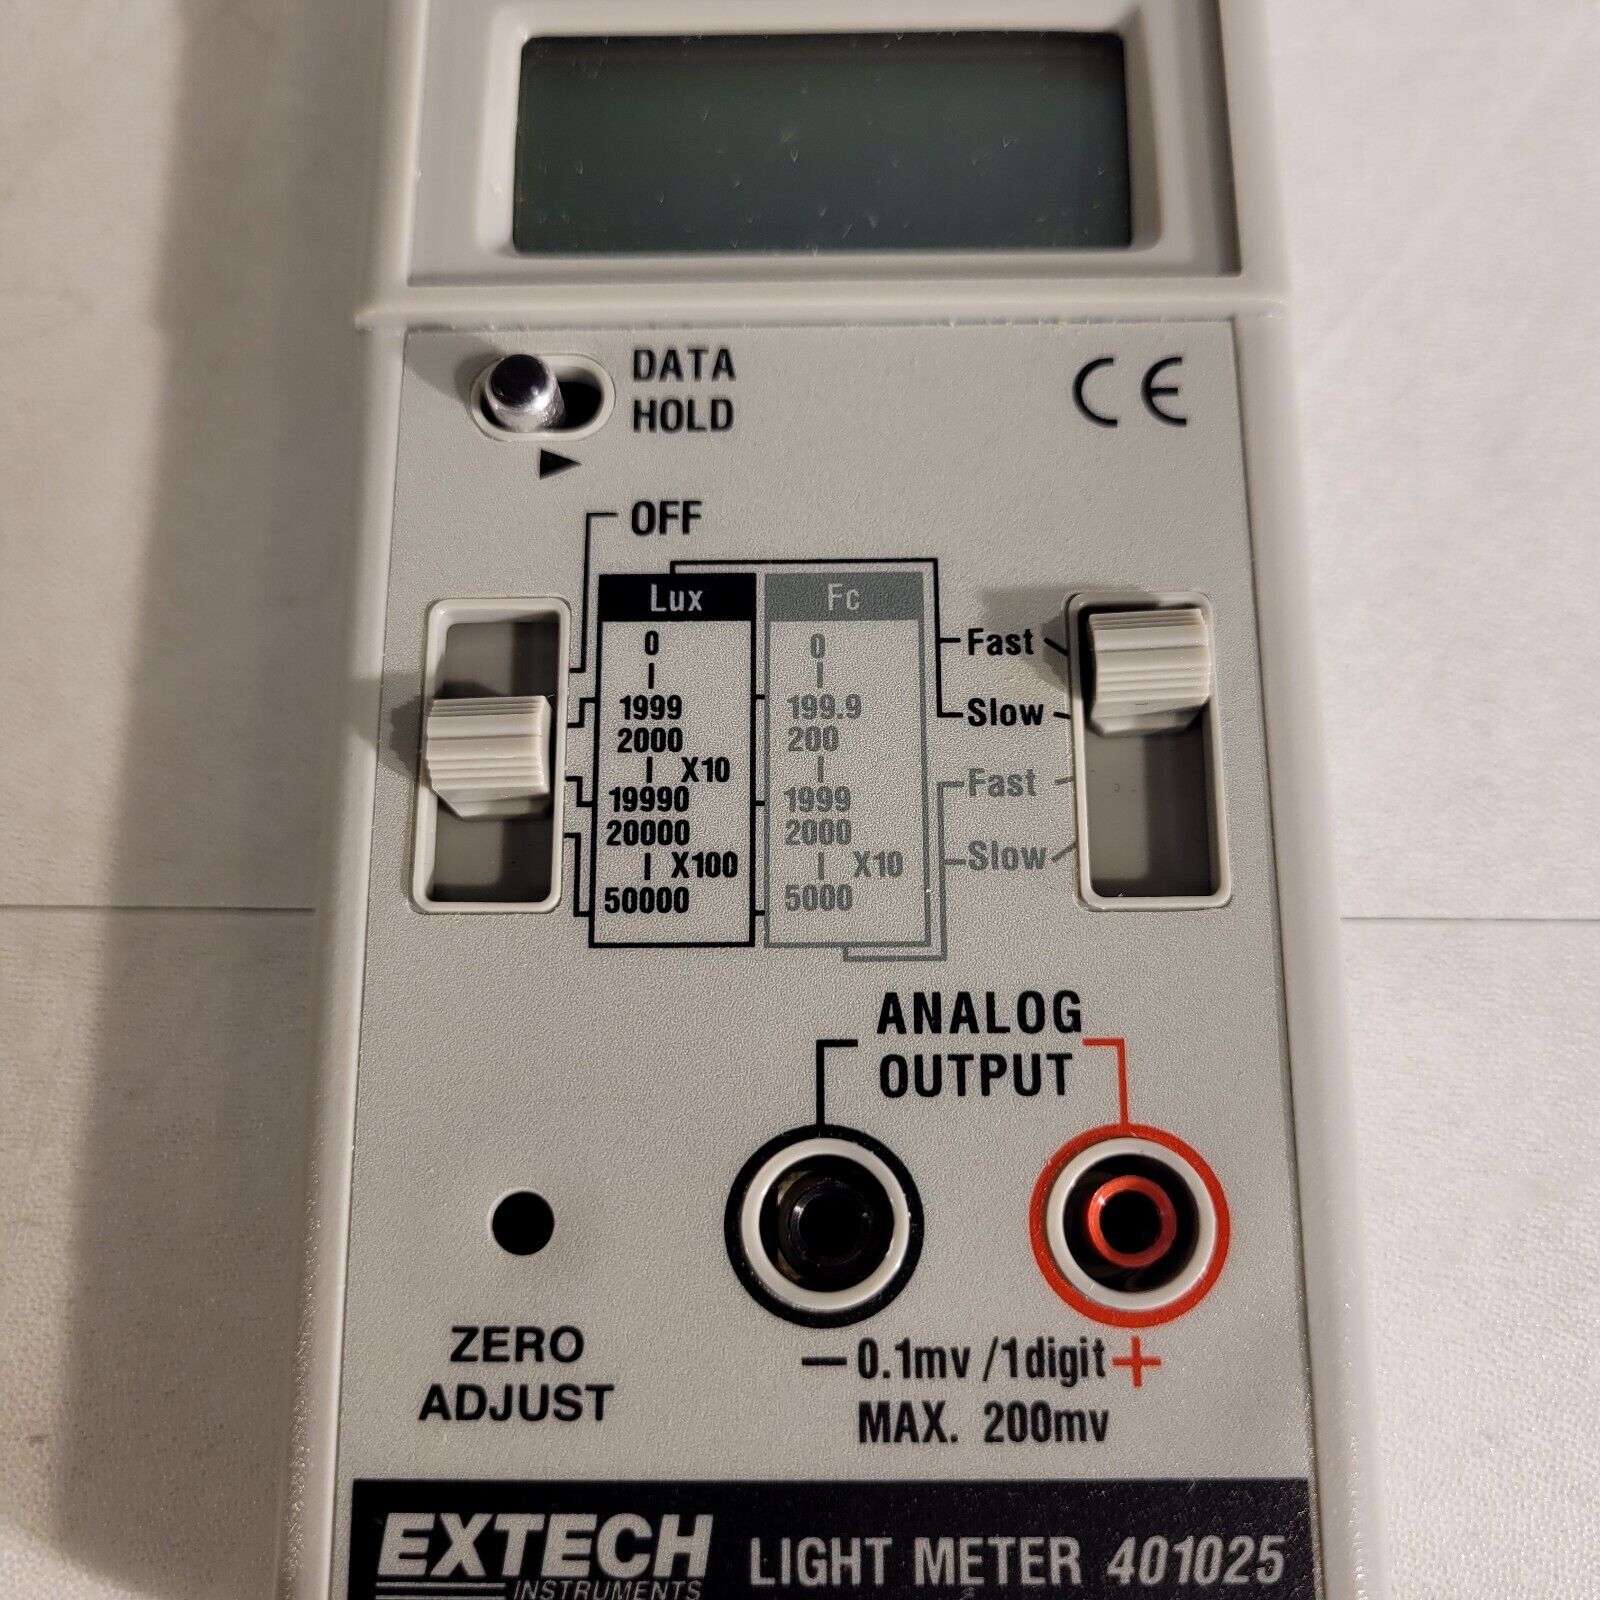 DATA
HOLD
CE
OFF
Lux
Fc
0
0
Fast
1999
199.9
Slow
2000
200
X10
Fast
19990
1999
20000
2000
Slow
X100
X10
50000
5000
ANALOG
OUTPUT
ZERO
ADJUST
— 0.1mv /1digit +
MAX. 200mv
EXTECH
INSTRUMENTS
LIGHT METER 401025